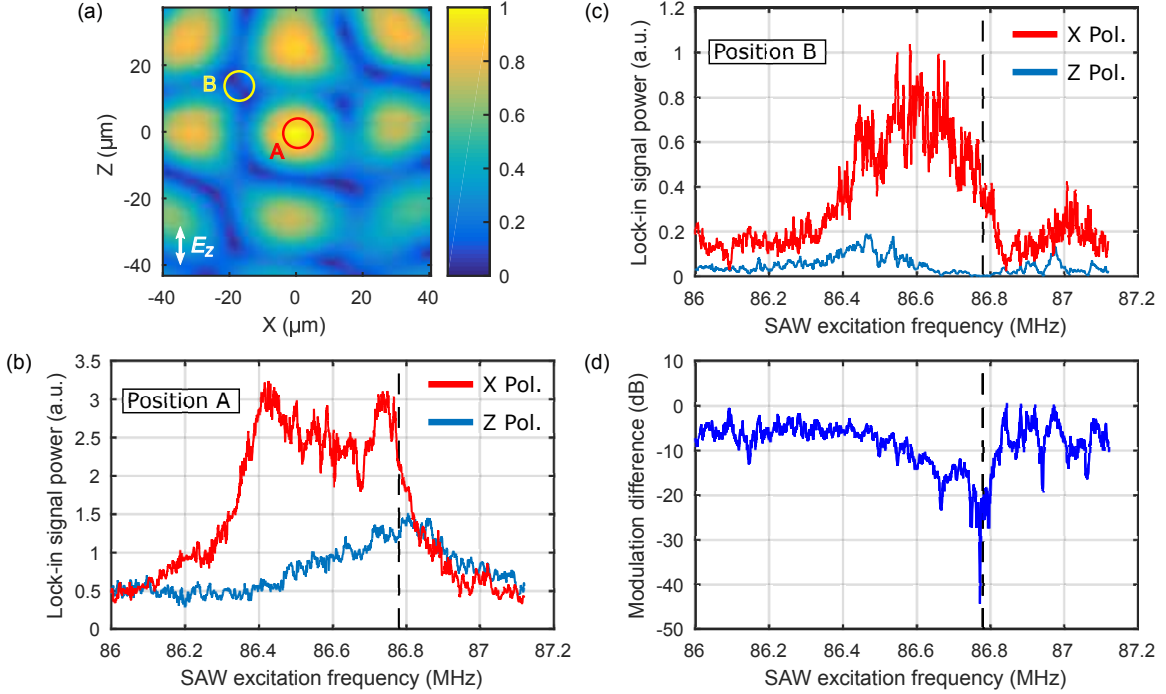 (a)
Z (µm)
20
0
-20
-40
B
A
Ez
-40 -20 0 20 40
X (µm)
1
0.8
0.6
0.4
0.2
0
(b)
Lock-in signal power (a.u.)
3.5
3
2.5
2
1.5
1
0.5
0
Position A
X Pol.
Z Pol.
86 86.2 86.4 86.6 86.8 87 87.2
SAW excitation frequency (MHz)
(c)
Lock-in signal power (a.u.)
1.2
1
0.8
0.6
0.4
0.2
0
Position B
X Pol.
Z Pol.
86 86.2 86.4 86.6 86.8 87 87.2
SAW excitation frequency (MHz)
(d)
Modulation difference (dB)
10
0
-10
-20
-30
-40
-50
86 86.2 86.4 86.6 86.8 87 87.2
SAW excitation frequency (MHz)